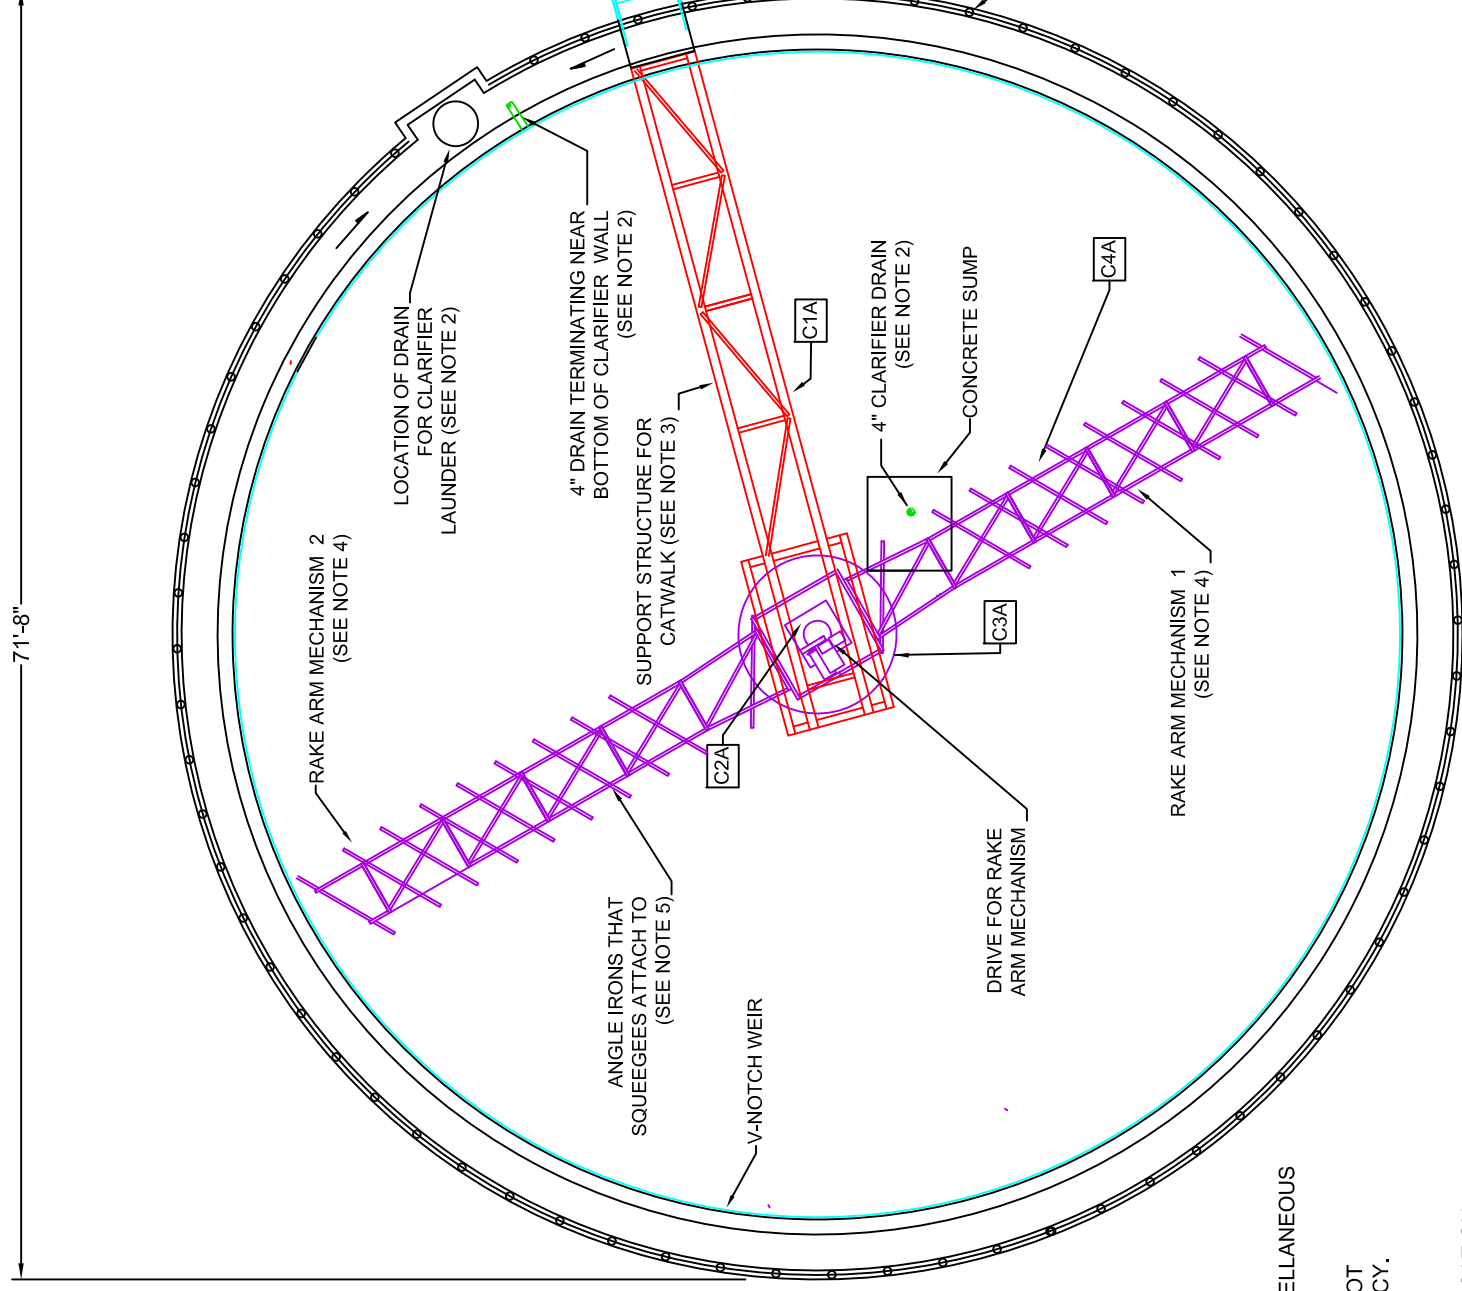 71'-8"
RAKE ARM MECHANISM 2
(SEE NOTE 4)
LOCATION OF DRAIN
FOR CLARIFIER
LAUNDER (SEE NOTE 2)
4" DRAIN TERMINATING NEAR
BOTTOM OF CLARIFIER WALL
(SEE NOTE 2)
SUPPORT STRUCTURE FOR
CATWALK (SEE NOTE 3)
C1A
4" CLARIFIER DRAIN
(SEE NOTE 2)
CONCRETE SUMP
C4A
C2A
C3A
RAKE ARM MECHANISM 1
(SEE NOTE 4)
ANGLE IRONS THAT
SQUEEGEES ATTACH TO
(SEE NOTE 5)
V-NOTCH WEIR
DRIVE FOR RAKE
ARM MECHANISM
ELLANEOUS
OT
CY.